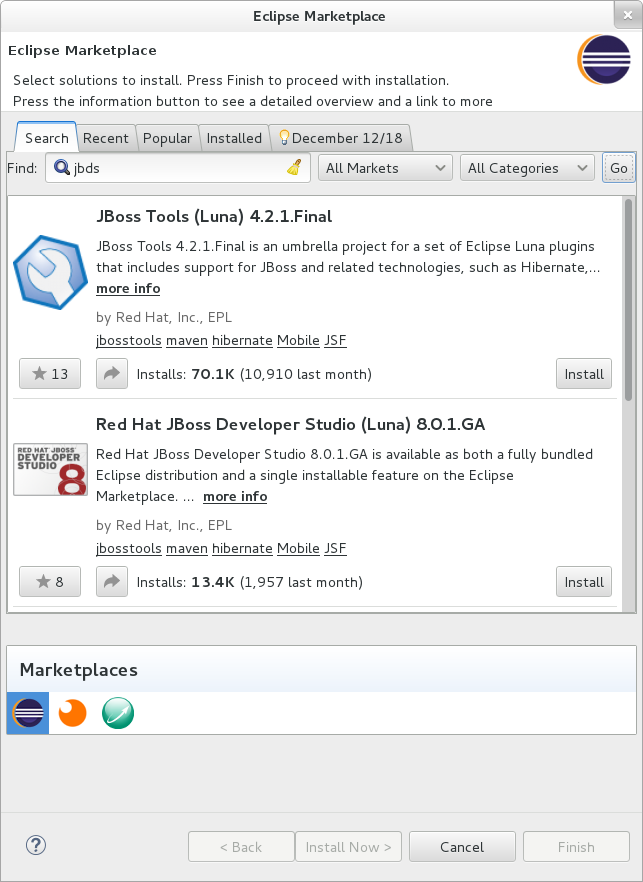 Eclipse Marketplace
Eclipse Marketplace
Select solutions to install. Press Finish to proceed with installation.
Press the information button to see a detailed overview and a link to more
Search Recent Popular Installed December 12/18
Find: jbds All Markets All Categories Go
JBoss Tools (Luna) 4.2.1.Final
JBoss Tools 4.2.1.Final is an umbrella project for a set of Eclipse Luna plugins
that includes support for JBoss and related technologies, such as Hibernate,...
more info
by Red Hat, Inc., EPL
jbosstools maven hibernate Mobile JSF
13 Installs: 70.1K (10,910 last month) Install
Red Hat JBoss Developer Studio (Luna) 8.0.1.GA
RED HAT JBOSS
DEVELOPER
STUDIO 8
Red Hat JBoss Developer Studio 8.0.1.GA is available as both a fully bundled
Eclipse distribution and a single installable feature on the Eclipse
Marketplace. ... more info
by Red Hat, Inc., EPL
jbosstools maven hibernate Mobile JSF
8 Installs: 13.4K (1,957 last month) Install
Marketplaces
? < Back Install Now > Cancel Finish